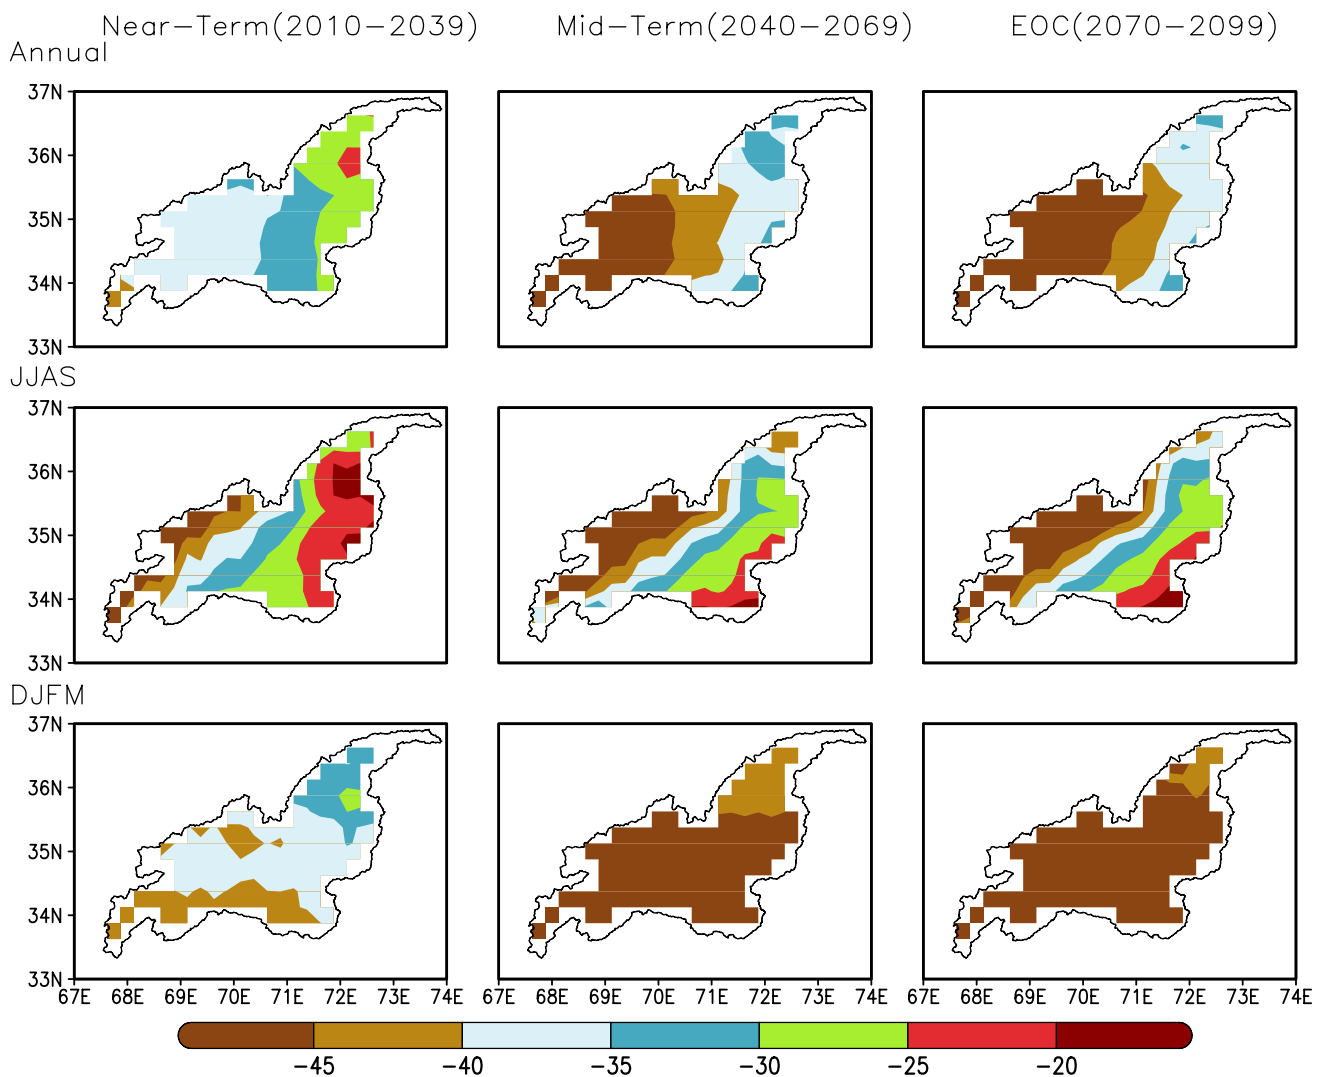 Near-Term(2010-2039) Mid-Term(2040-2069) EOC(2070-2099)
Annual
37N
36N
35N
34N
33N
JJAS
37N
36N
35N
34N
33N
DJFM
37N
36N
35N
34N
33N
67E 68E 69E 70E 71E 72E 73E 74E 67E 68E 69E 70E 71E 72E 73E 74E 67E 68E 69E 70E 71E 72E 73E 74E
-45 -40 -35 -30 -25 -20